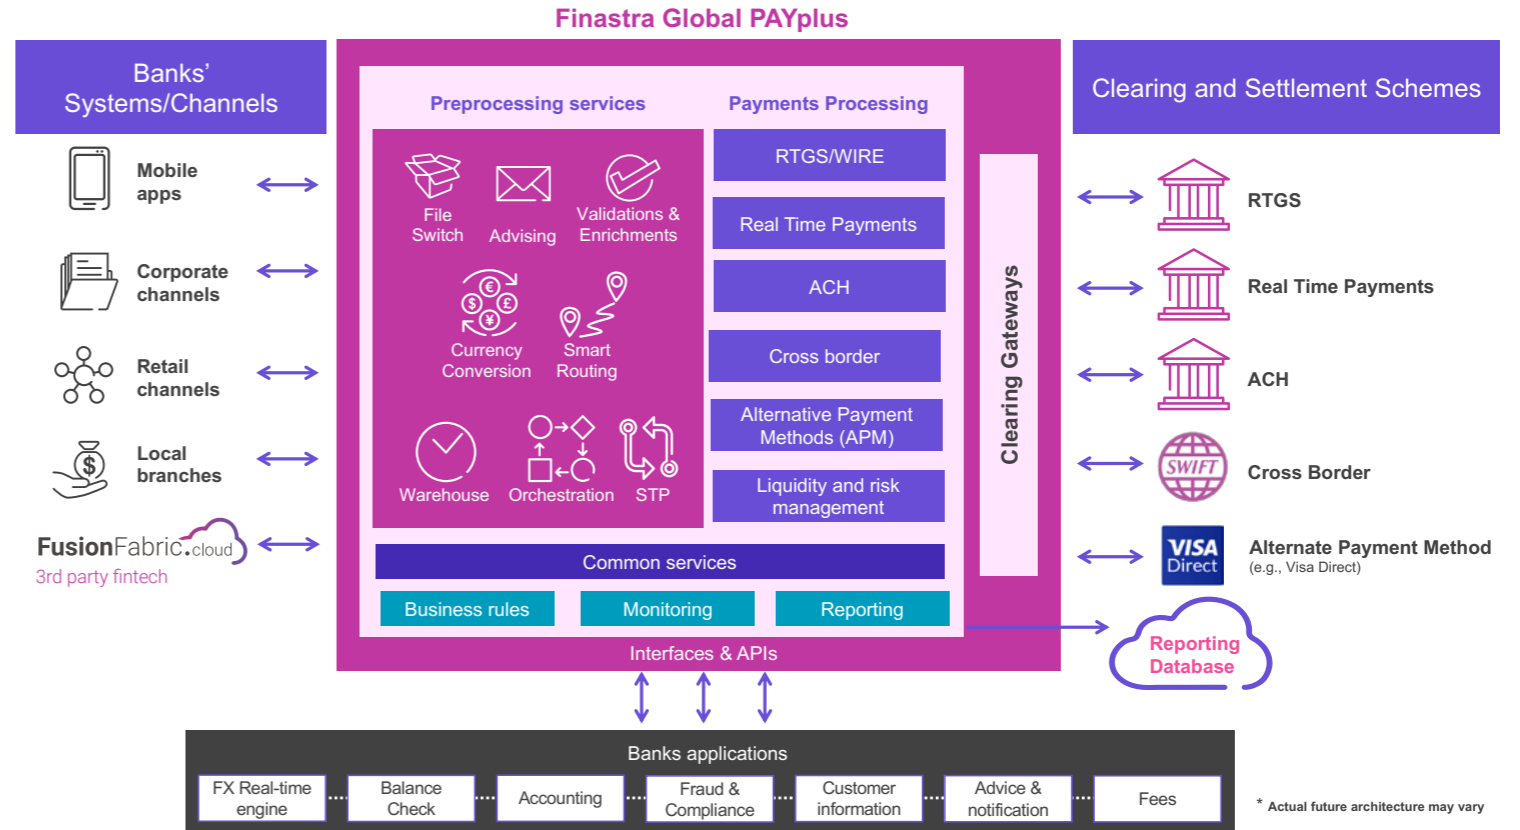 Finastra Global PAYplus
Banks’
Systems/Channels
Mobile
apps
Corporate
channels
Retail
channels
$
Local
branches
FusionFabric.cloud
3rd party fintech
Preprocessing services
File
Switch
Advising
Validations &
Enrichments
€
$ £
¥
Currency
Conversion
Smart
Routing
Warehouse
Orchestration
STP
Payments Processing
RTGS/WIRE
Real Time Payments
ACH
Cross border
Alternative Payment
Methods (APM)
Liquidity and risk
management
Common services
Business rules
Monitoring
Reporting
Interfaces & APIs
Clearing Gateways
Clearing and Settlement Schemes
RTGS
Real Time Payments
ACH
SWIFT
Cross Border
VISA
Direct
Alternate Payment Method
(e.g., Visa Direct)
Reporting
Database
Banks applications
FX Real-time
engine
Balance
Check
Accounting
Fraud &
Compliance
Customer
information
Advice &
notification
Fees
* Actual future architecture may vary